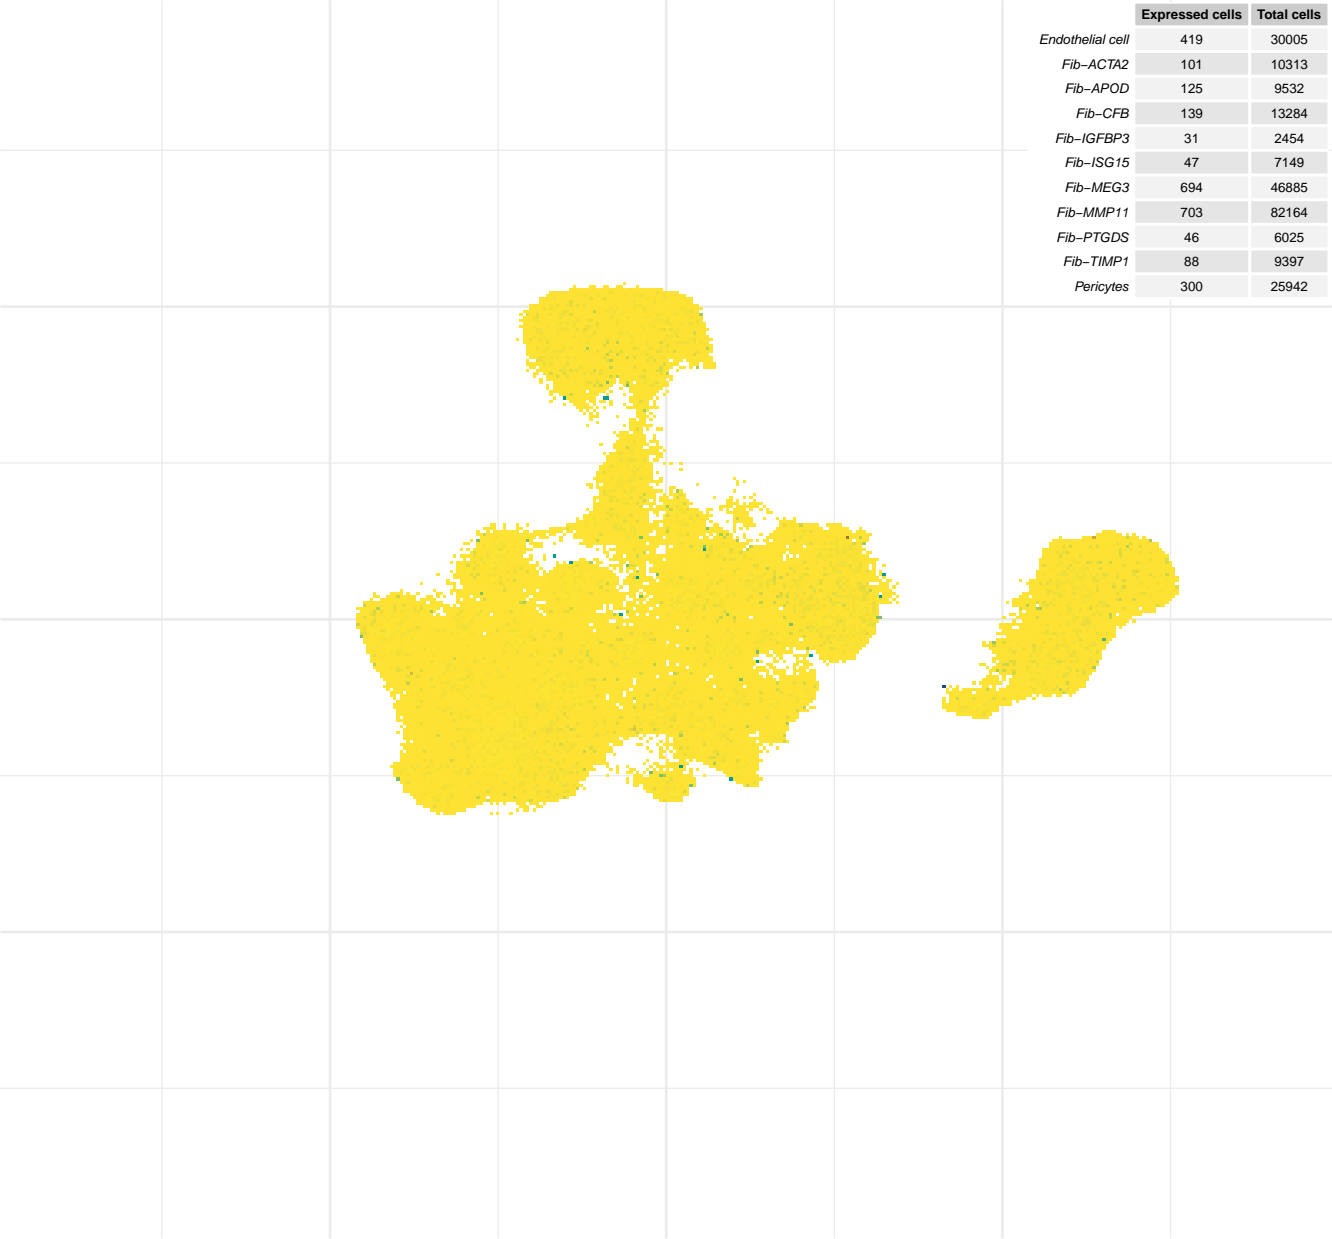 Expressed cells Total cells
Endothelial cell 419 30005
Fib−ACTA2 101 10313
Fib−APOD 125 9532
Fib−CFB 139 13284
Fib−IGFBP3 31 2454
Fib−ISG15 47 7149
Fib−MEG3 694 46885
Fib−MMP11 703 82164
Fib−PTGDS 46 6025
Fib−TIMP1 88 9397
Pericytes 300 25942